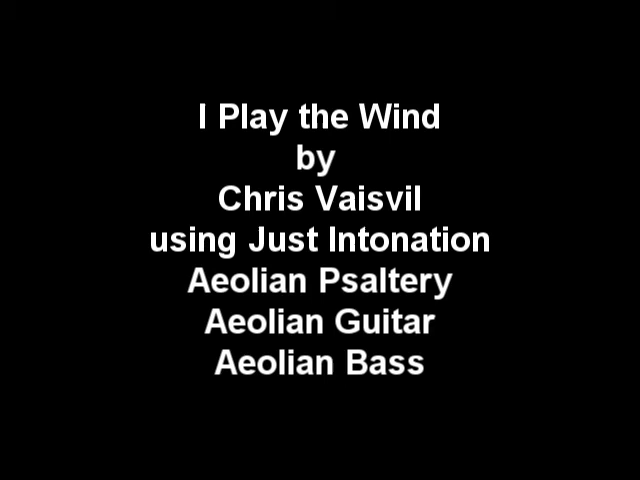 I Play the Wind
by
Chris Vaisvil
using Just Intonation
Aeolian Psaltery
Aeolian Guitar
Aeolian Bass